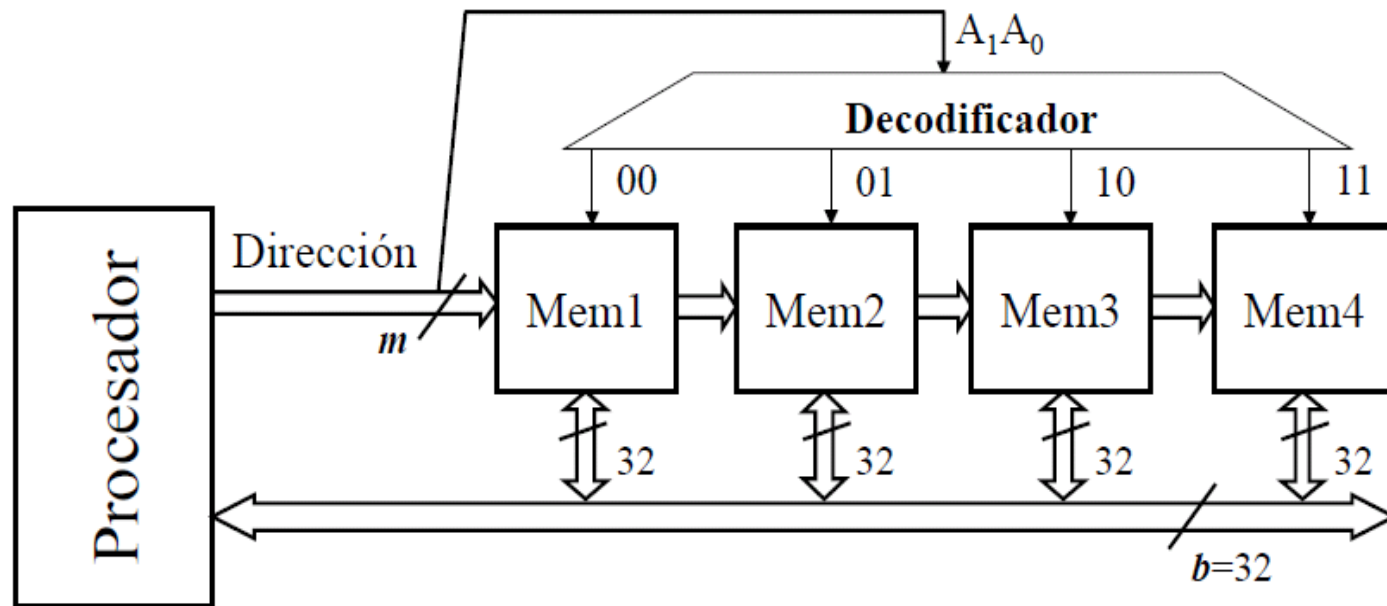 A₁A₀
Decodificador
00 01 10 11
Procesador
Dirección
m
Mem1 Mem2 Mem3 Mem4
32 32 32 32
b=32